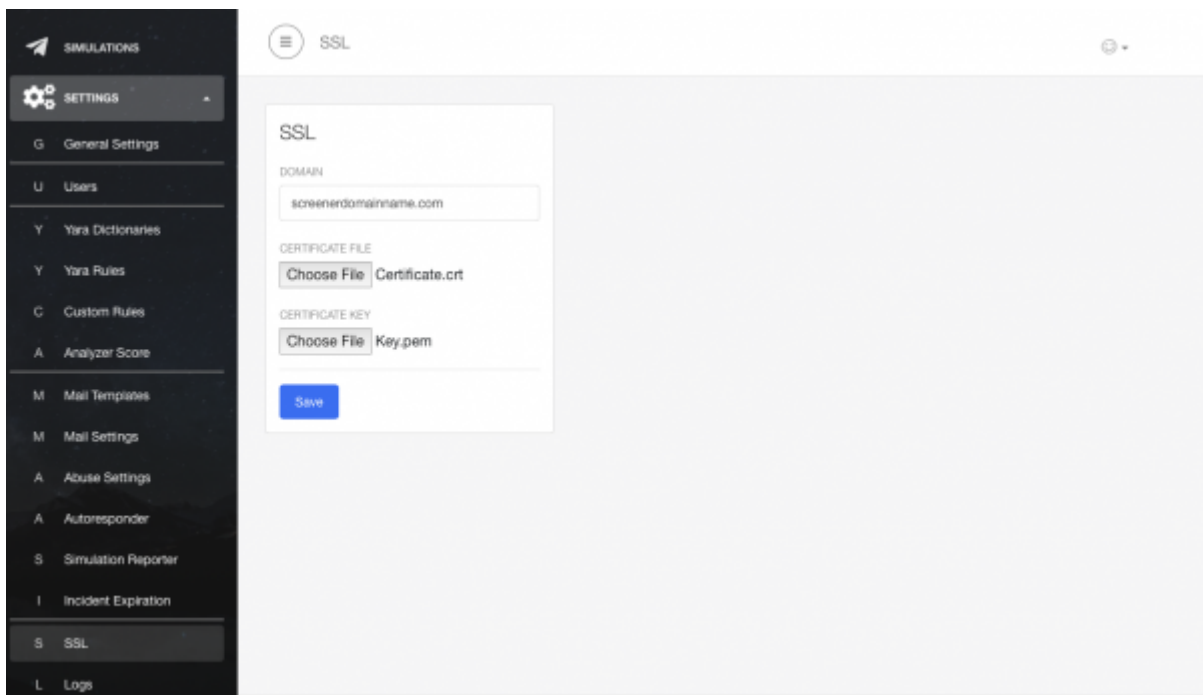 SIMULATIONS
SETTINGS
G General Settings
U Users
Y Yara Dictionaries
Y Yara Rules
C Custom Rules
A Analyzer Score
M Mail Templates
M Mail Settings
A Abuse Settings
A Autoresponder
S Simulation Reporter
I Incident Expiration
S SSL
L Logs
SSL
SSL
DOMAIN
screenerdomainname.com
CERTIFICATE FILE
Choose File Certificate.crt
CERTIFICATE KEY
Choose File Key.pem
Save